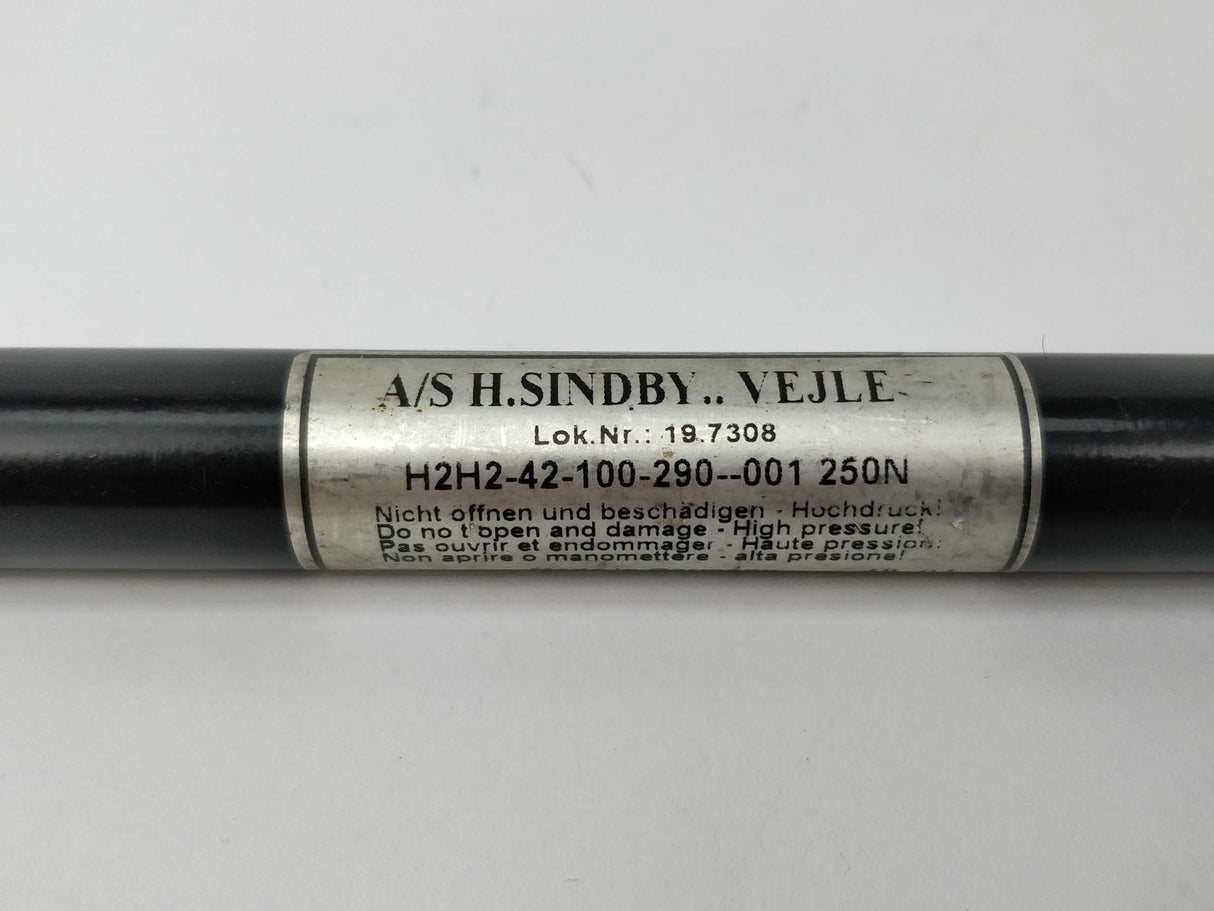 A/S H.SINDBY.. VEJLE
Lok.Nr.: 19.7308
H2H2-42-100-290--001 250N
Nicht öffnen und beschädigen - Hochdruck!
Do no t open and damage - High pressure!
Pas ouvrir et endommager - Haute pression!
Non aprire o manomettere - alta presione!